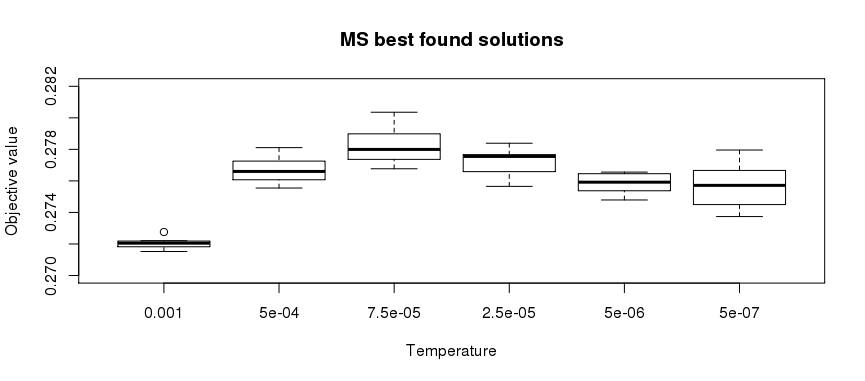 MS best found solutions
Objective value
0.282
0.278
0.274
0.270
0.001 5e-04 7.5e-05 2.5e-05 5e-06 5e-07
Temperature